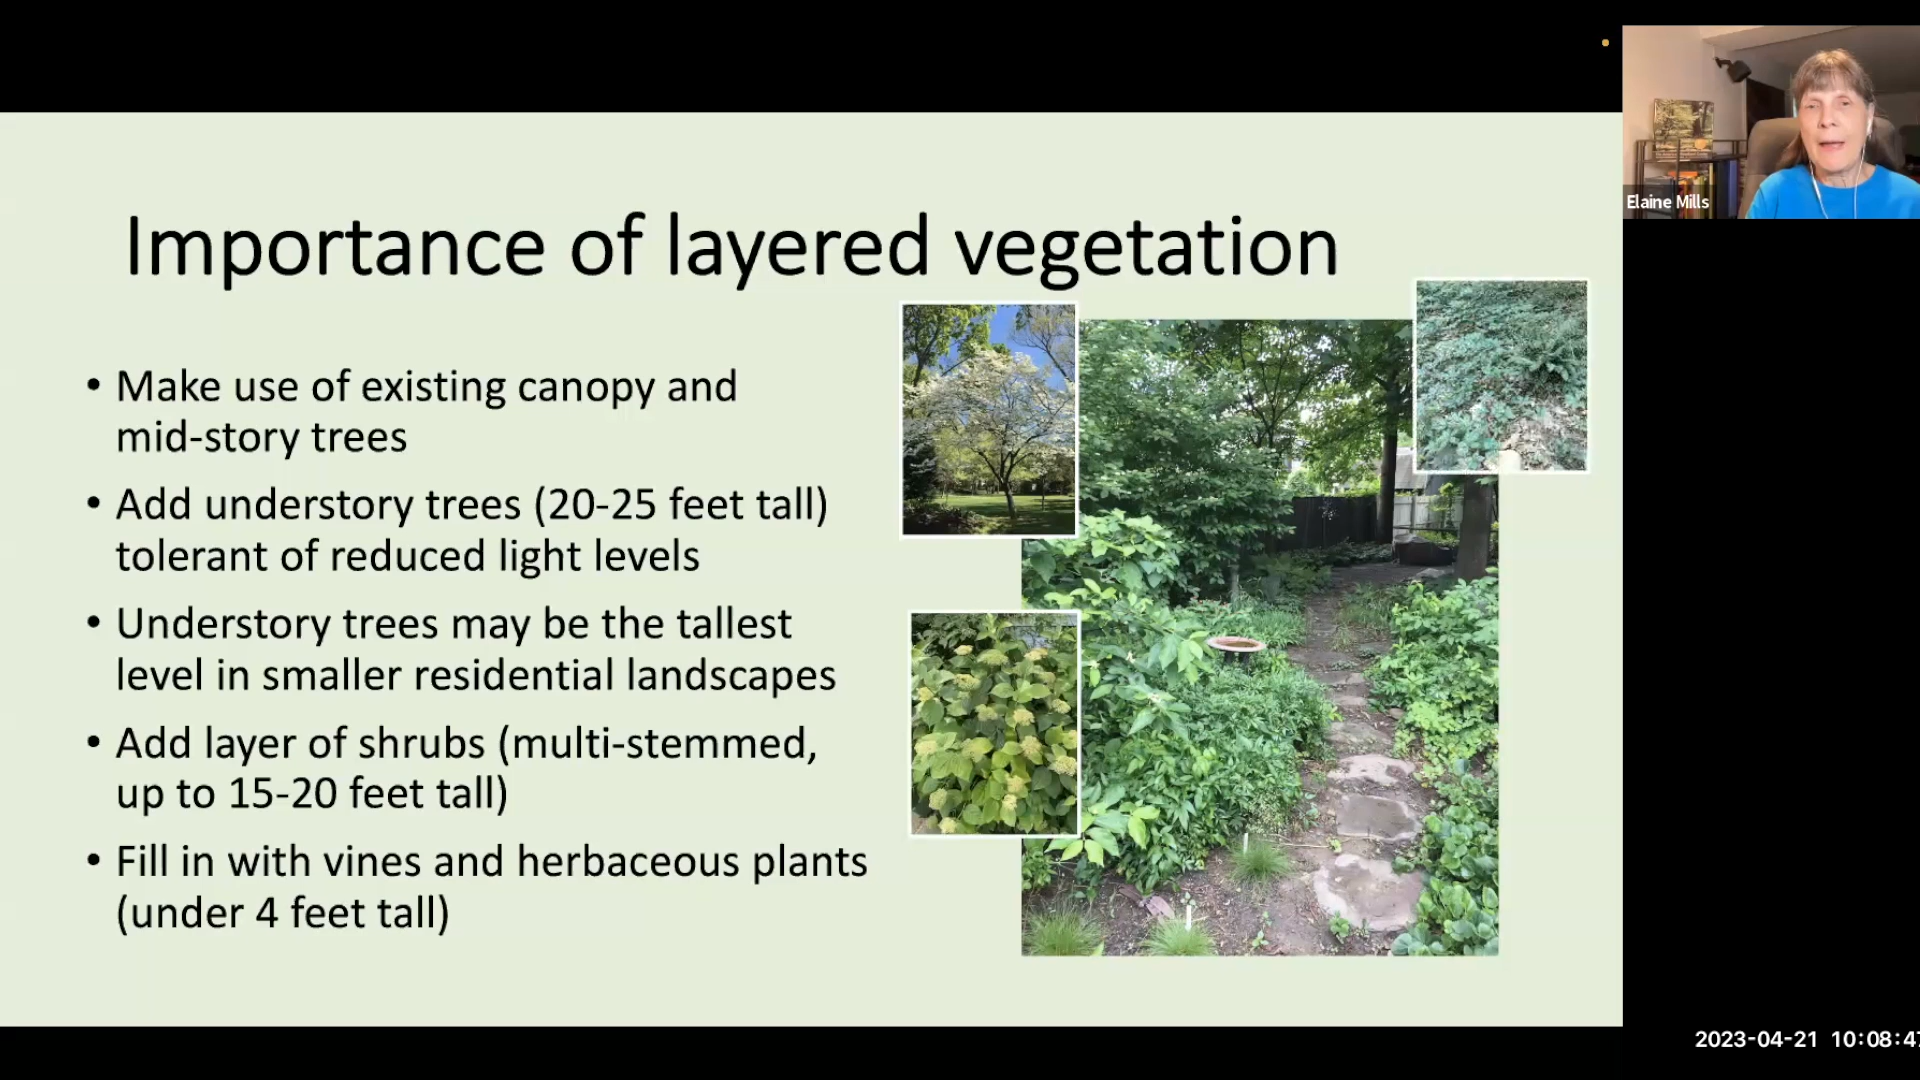 Elaine Mills
Importance of layered vegetation
• Make use of existing canopy and
mid-story trees
• Add understory trees (20-25 feet tall)
tolerant of reduced light levels
• Understory trees may be the tallest
level in smaller residential landscapes
• Add layer of shrubs (multi-stemmed,
up to 15-20 feet tall)
• Fill in with vines and herbaceous plants
(under 4 feet tall)
2023-04-21 10:08:47